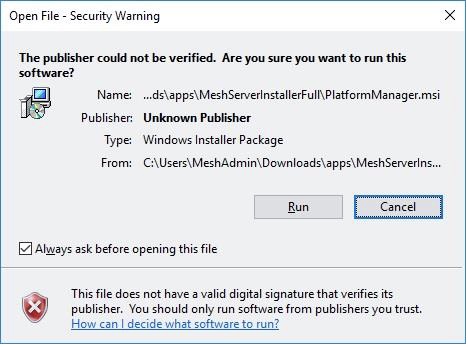 Open File - Security Warning
The publisher could not be verified.  Are you sure you want to run this
software?
Name: ...ds\apps\MeshServerInstallerFull\PlatformManager.msi
Publisher: Unknown Publisher
Type: Windows Installer Package
From: C:\Users\MeshAdmin\Downloads\apps\MeshServerIns...
Run Cancel
Always ask before opening this file
This file does not have a valid digital signature that verifies its
publisher.  You should only run software from publishers you trust.
How can I decide what software to run?